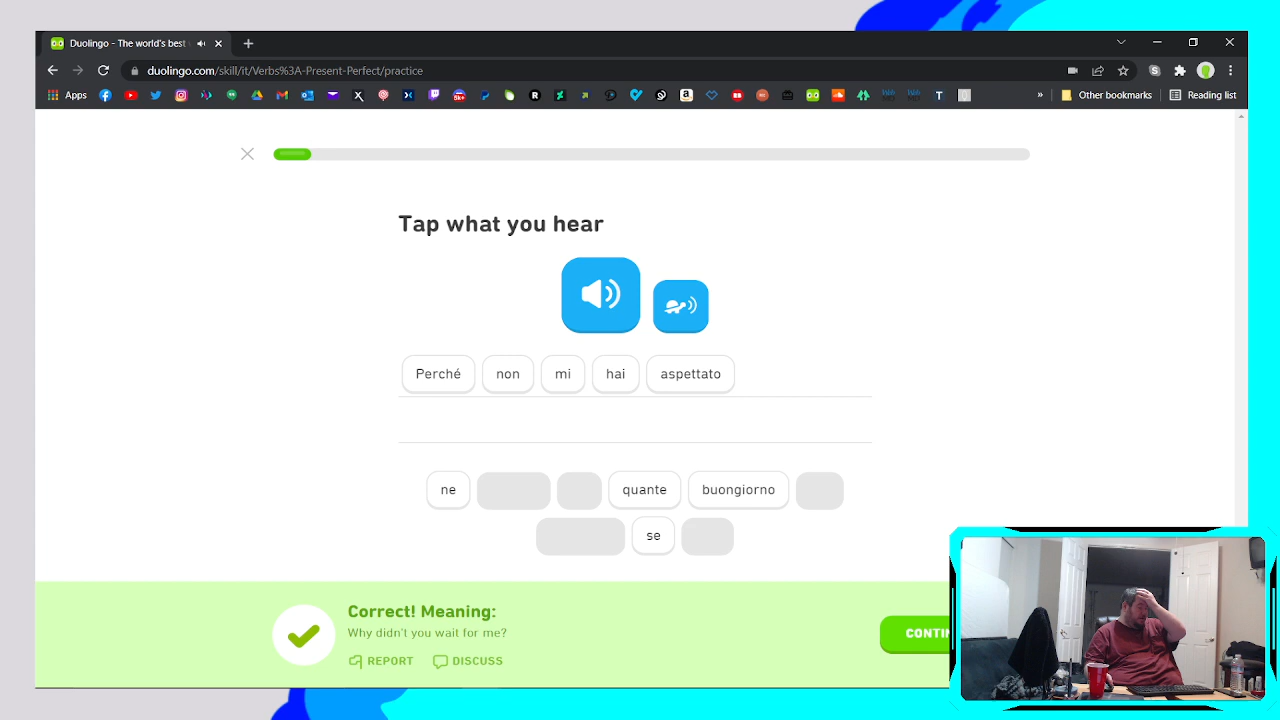 Duolingo - The world's best
duolingo.com/skill/it/Verbs%3A-Present-Perfect/practice
Apps
Other bookmarks
Reading list
Tap what you hear
Perché non mi hai aspettato
ne quante buongiorno
se
Correct! Meaning:
Why didn't you wait for me?
REPORT DISCUSS
CONTIN